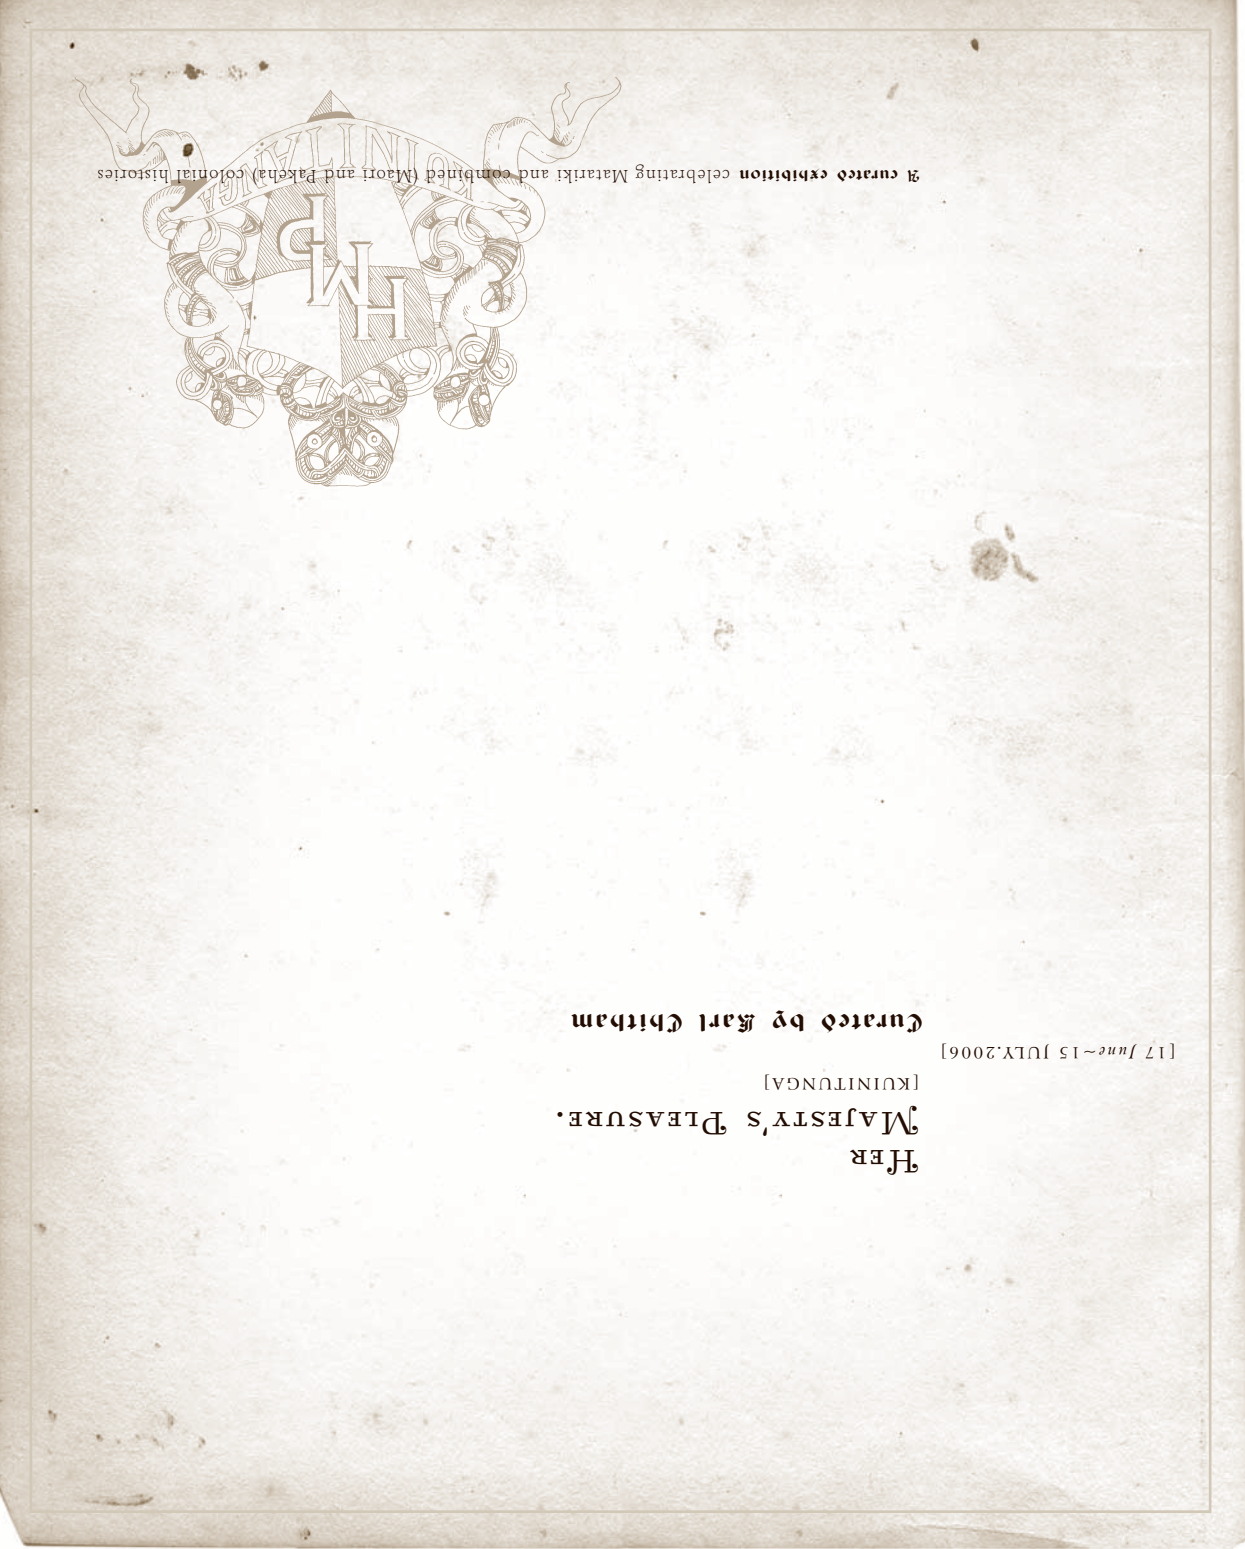 HER
MAJESTY'S PLEASURE.
[KUINITUNGA]
[17 June~15 JULY.2006]
Curated by Karl Chitham
HMP
A curated exhibition celebrating Matariki and combined (Maori and Pakeha) colonial histories
KUINITANGA